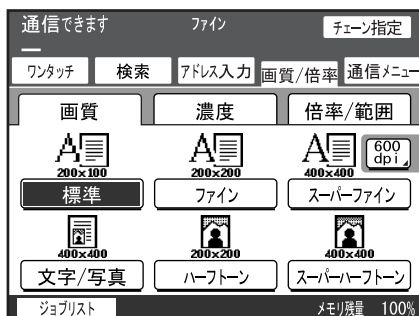 通信できます ファイン チェーン指定
ワンタッチ 検索 アドレス入力 画質/倍率 通信メニュー
画質 濃度 倍率/範囲
A A A 600
dpi
200×100 200×200 400×400
標準 ファイン スーパーファイン
400×400 200×200 400×400
文字/写真 ハーフトーン スーパーハーフトーン
ジョブリスト メモリ残量 100%